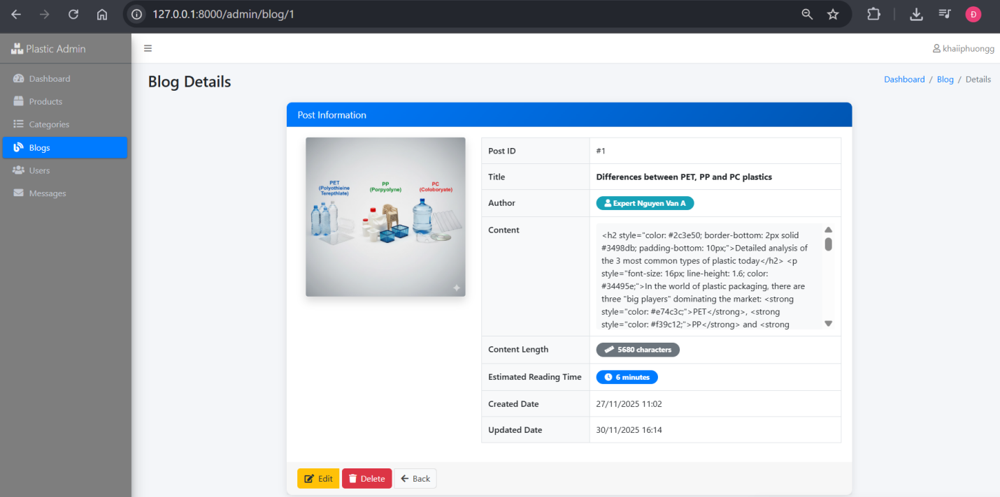 127.0.0.1:8000/admin/blog/1
Đ
Plastic Admin
khaiiphuongg
Dashboard
Products
Categories
Blogs
Users
Messages
Blog Details
Dashboard / Blog / Details
Post Information
PET
(Polyothieine
Terepthlate)
PP
(Porpyolyne)
PC
(Coloboryate)
Post ID
#1
Title
Differences between PET, PP and PC plastics
Author
Expert Nguyen Van A
Content
<h2 style="color: #2c3e50; border-bottom: 2px solid
#3498db; padding-bottom: 10px;">Detailed analysis of
the 3 most common types of plastic today</h2> <p
style="font-size: 16px; line-height: 1.6; color:
#34495e;">In the world of plastic packaging, there are
three "big players" dominating the market: <strong
style="color: #e74c3c;">PET</strong>, <strong
style="color: #f39c12;">PP</strong> and <strong
Content Length
5680 characters
Estimated Reading Time
6 minutes
Created Date
27/11/2025 11:02
Updated Date
30/11/2025 16:14
Edit
Delete
Back